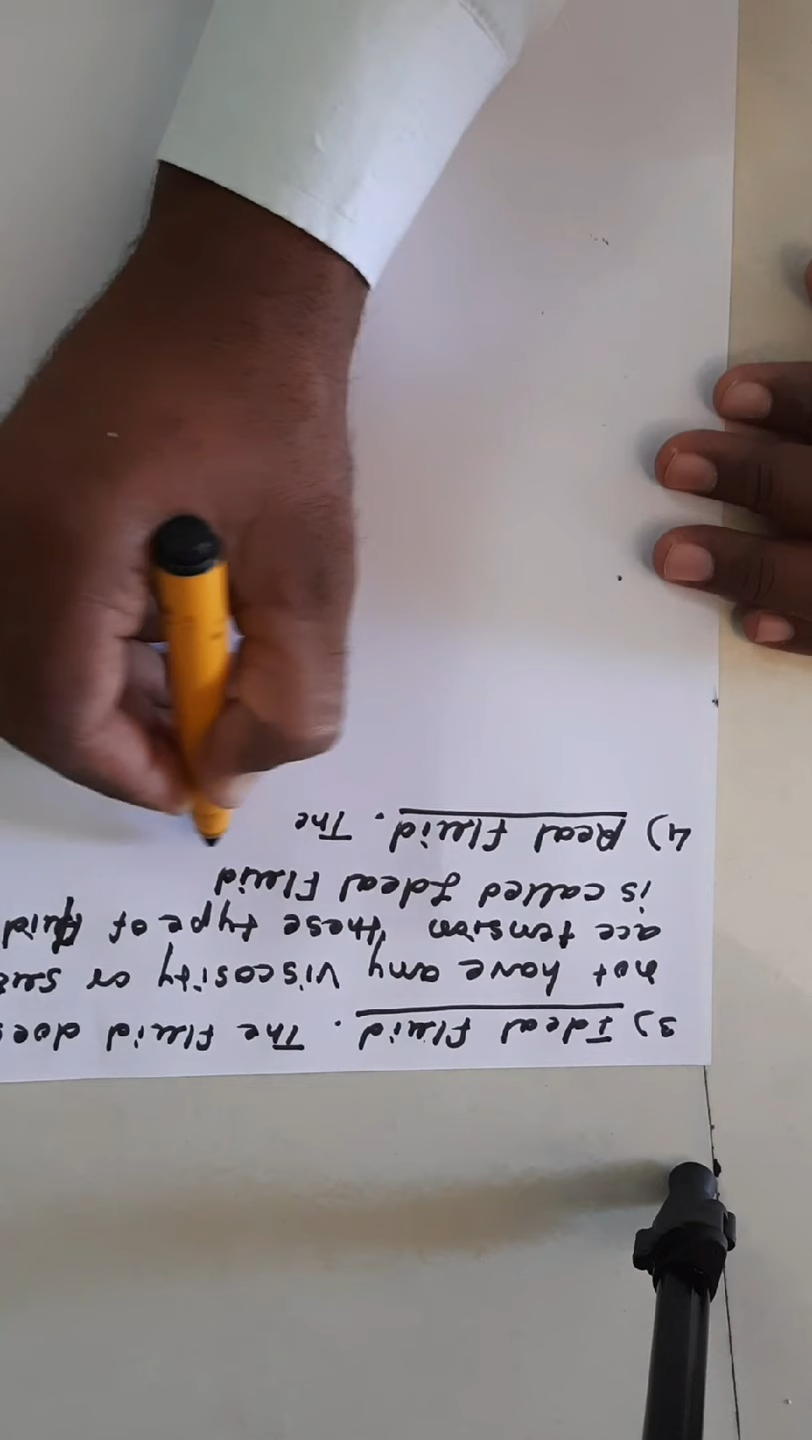 3) Ideal Fluid. The Fluid does
not have any viscosity or sur
ace tension these type of fluid
is called Ideal Fluid
4) Real Fluid. The